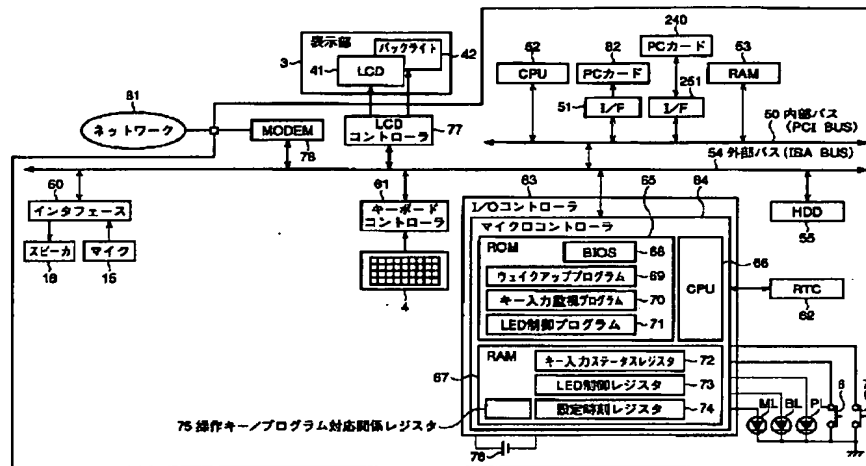 表示部
バックライト
3
41
LCD
42
240
62
82
PCカード
63
CPU
PCカード
251
RAM
51
I/F
I/F
81
ネットワーク
MODEM
78
LCD
コントローラ
77
50 内部バス
(PCI BUS)
54 外部バス(ISA BUS)
60
インタフェース
スピーカ
マイク
18
15
61
キーボード
コントローラ
4
63
65
84
I/Oコントローラ
マイクロコントローラ
ROM
BIOS
68
ウェイクアッププログラム
69
キー入力監視プログラム
70
LED制御プログラム
71
CPU
66
HDD
55
RTC
62
67
RAM
キー入力ステータスレジスタ
72
LED制御レジスタ
73
設定時刻レジスタ
74
75 操作キー/プログラム対応関係レジスタ
76
ML
BL
PL
8
7